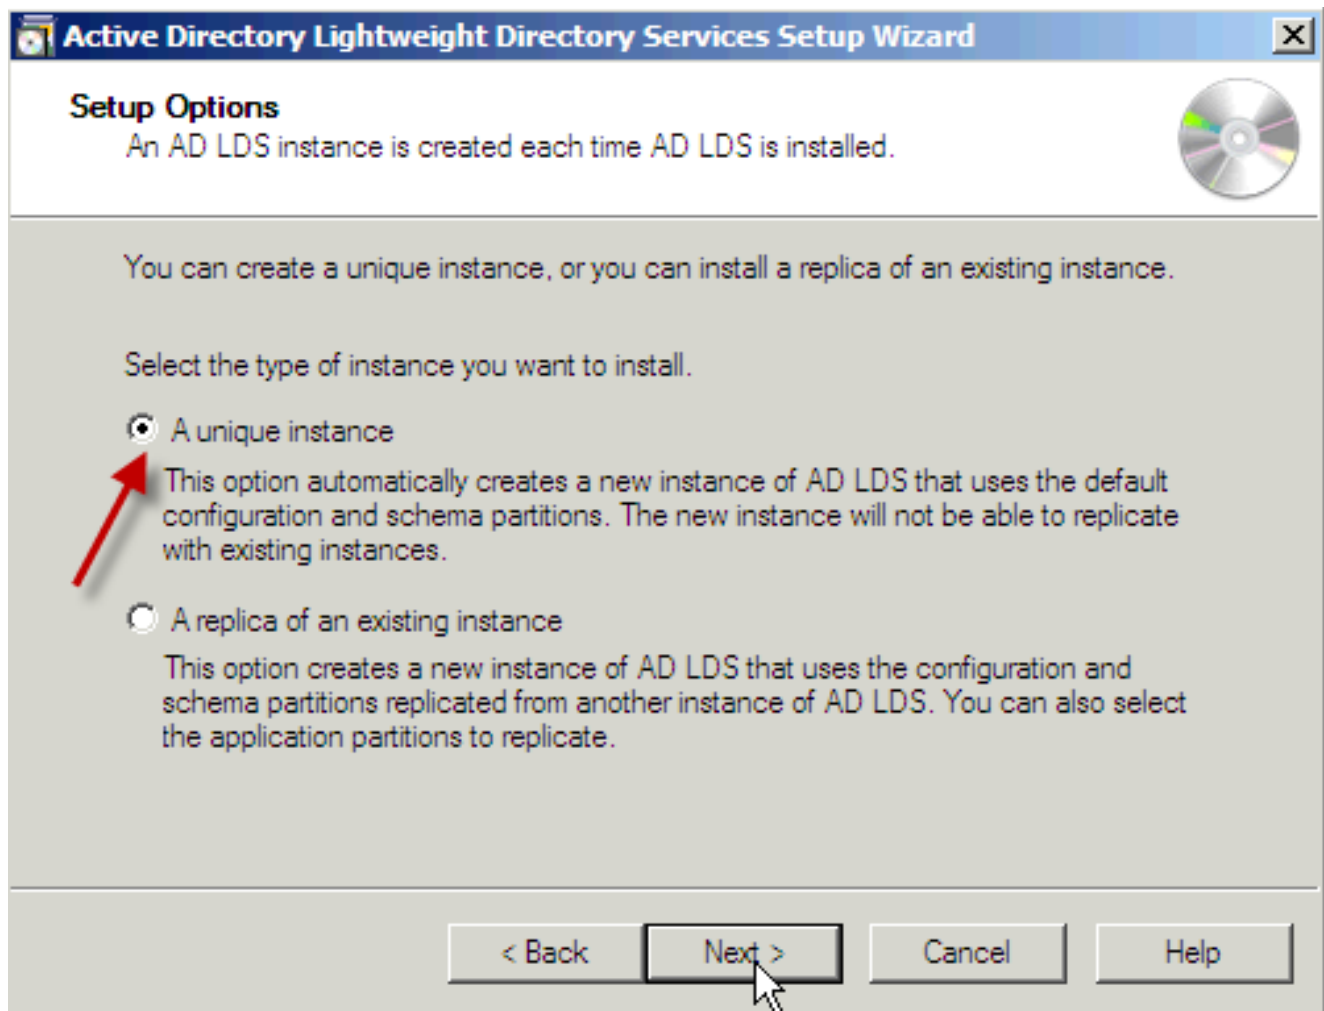 Active Directory Lightweight Directory Services Setup Wizard
Setup Options
An AD LDS instance is created each time AD LDS is installed.
You can create a unique instance, or you can install a replica of an existing instance.
Select the type of instance you want to install.
A unique instance
This option automatically creates a new instance of AD LDS that uses the default
configuration and schema partitions. The new instance will not be able to replicate
with existing instances.
A replica of an existing instance
This option creates a new instance of AD LDS that uses the configuration and
schema partitions replicated from another instance of AD LDS. You can also select
the application partitions to replicate.
< Back Next > Cancel Help